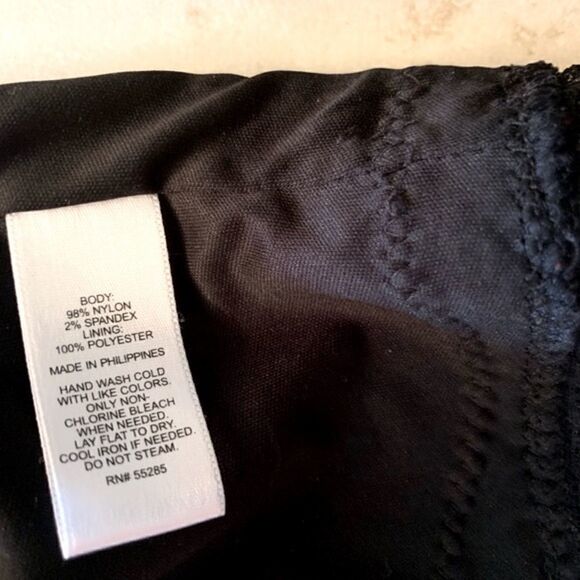 BODY:
98% NYLON
2% SPANDEX
LINING:
100% POLYESTER
MADE IN PHILIPPINES
HAND WASH COLD
WITH LIKE COLORS.
ONLY NON-
CHLORINE BLEACH
WHEN NEEDED.
LAY FLAT TO DRY.
COOL IRON IF NEEDED.
DO NOT STEAM.
RN# 55285